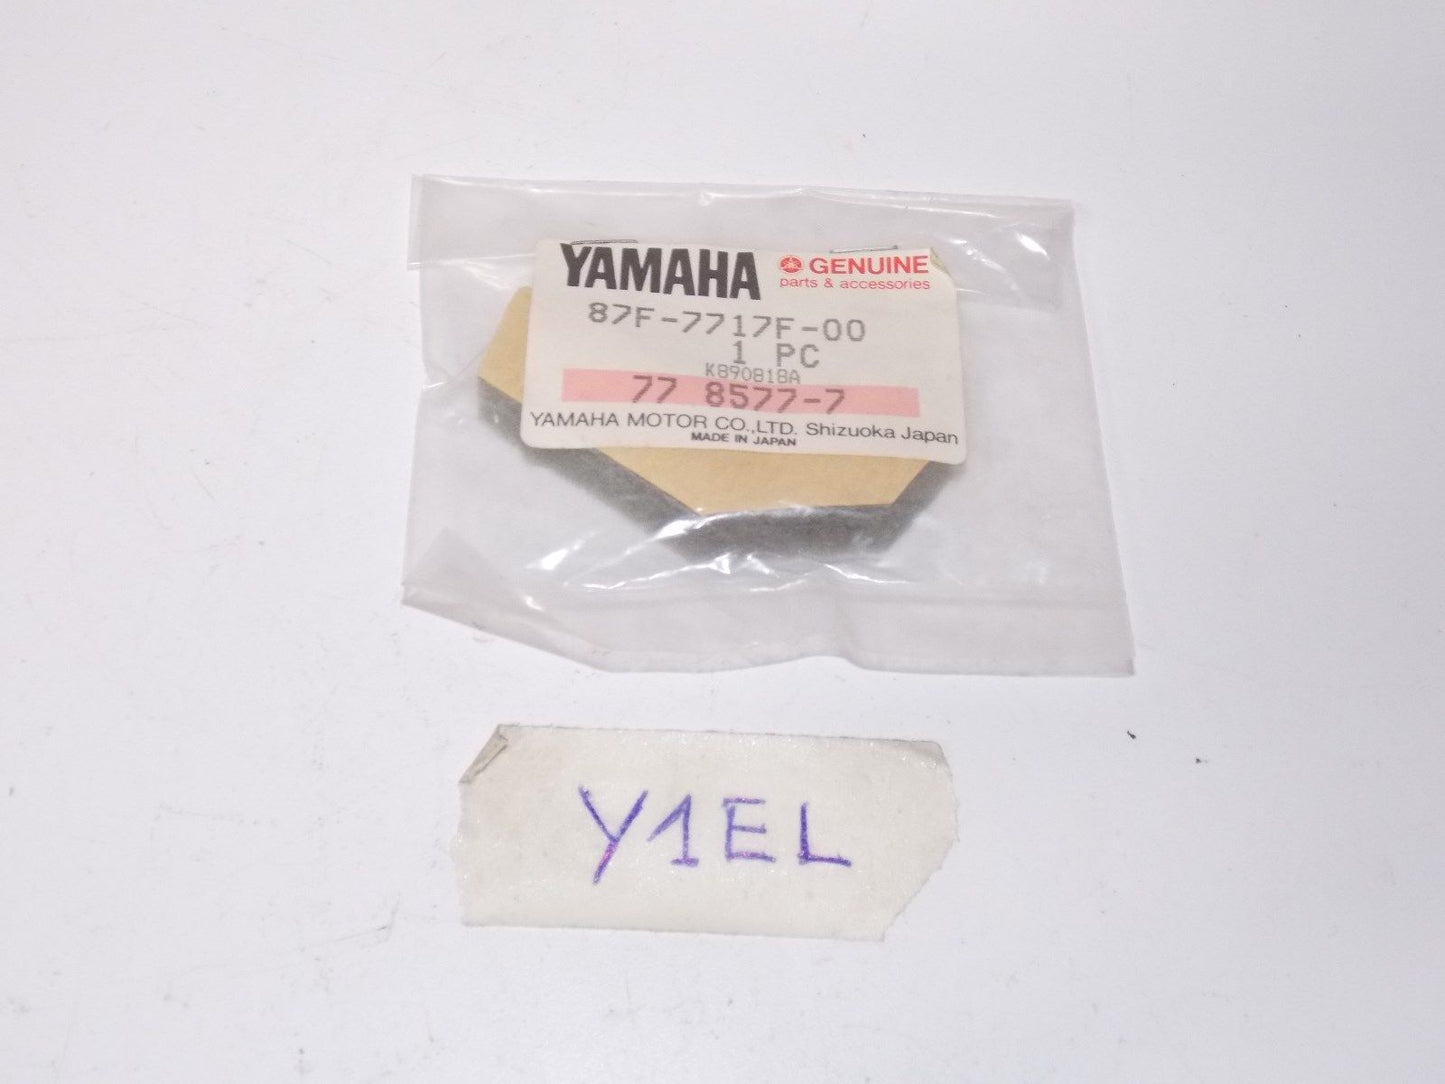 YAMAHA GENUINE
parts & accessories
87F-7717F-00
1 PC
K890818A
77 8577-7
YAMAHA MOTOR CO.,LTD. Shizuoka Japan
MADE IN JAPAN
Y1EL